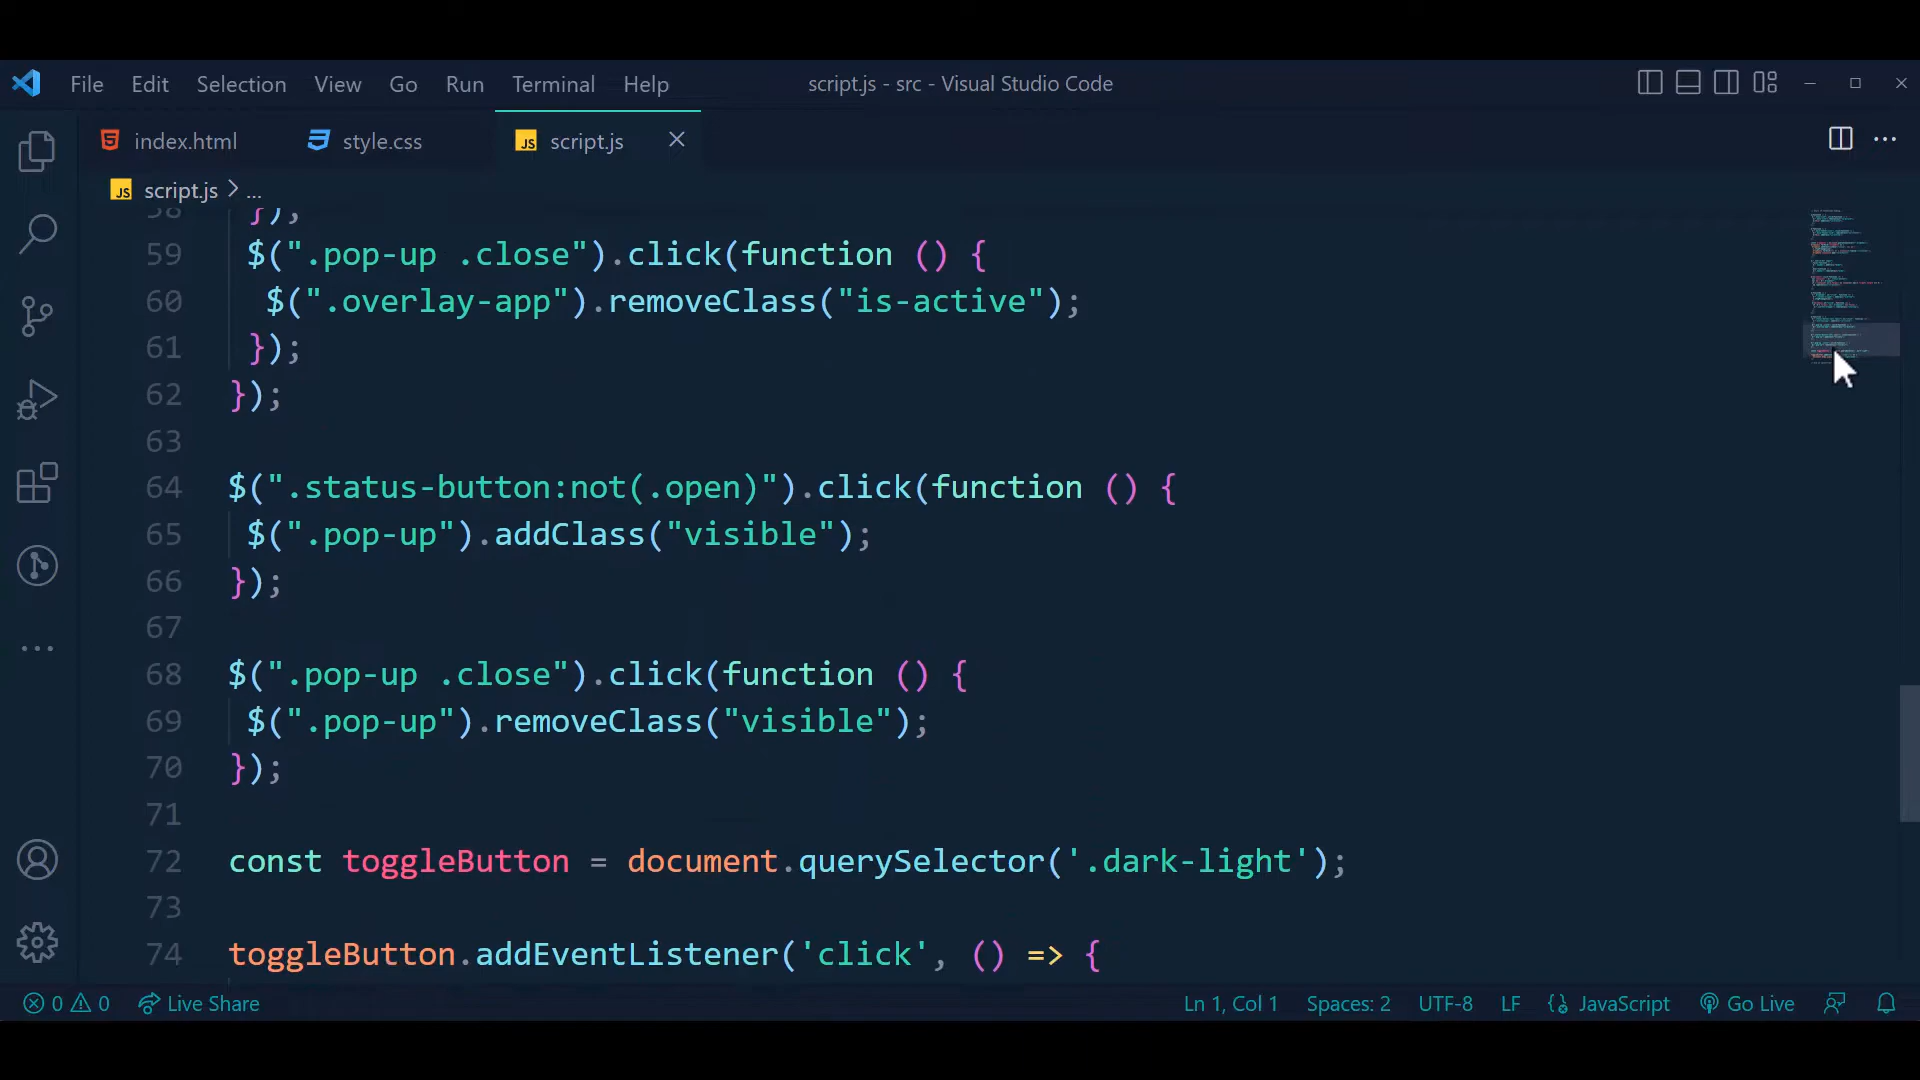 File Edit Selection View Go Run Terminal Help script.js - src - Visual Studio Code
index.html style.css JS script.js
JS script.js > ...
58 });
59 $(".pop-up .close").click(function () {
60 $(".overlay-app").removeClass("is-active");
61 });
62 });
63
64 $(".status-button:not(.open)").click(function () {
65 $(".pop-up").addClass("visible");
66 });
67
68 $(".pop-up .close").click(function () {
69 $(".pop-up").removeClass("visible");
70 });
71
72 const toggleButton = document.querySelector('.dark-light');
73
74 toggleButton.addEventListener('click', () => {
0 0 Live Share Ln 1, Col 1 Spaces: 2 UTF-8 LF JavaScript Go Live